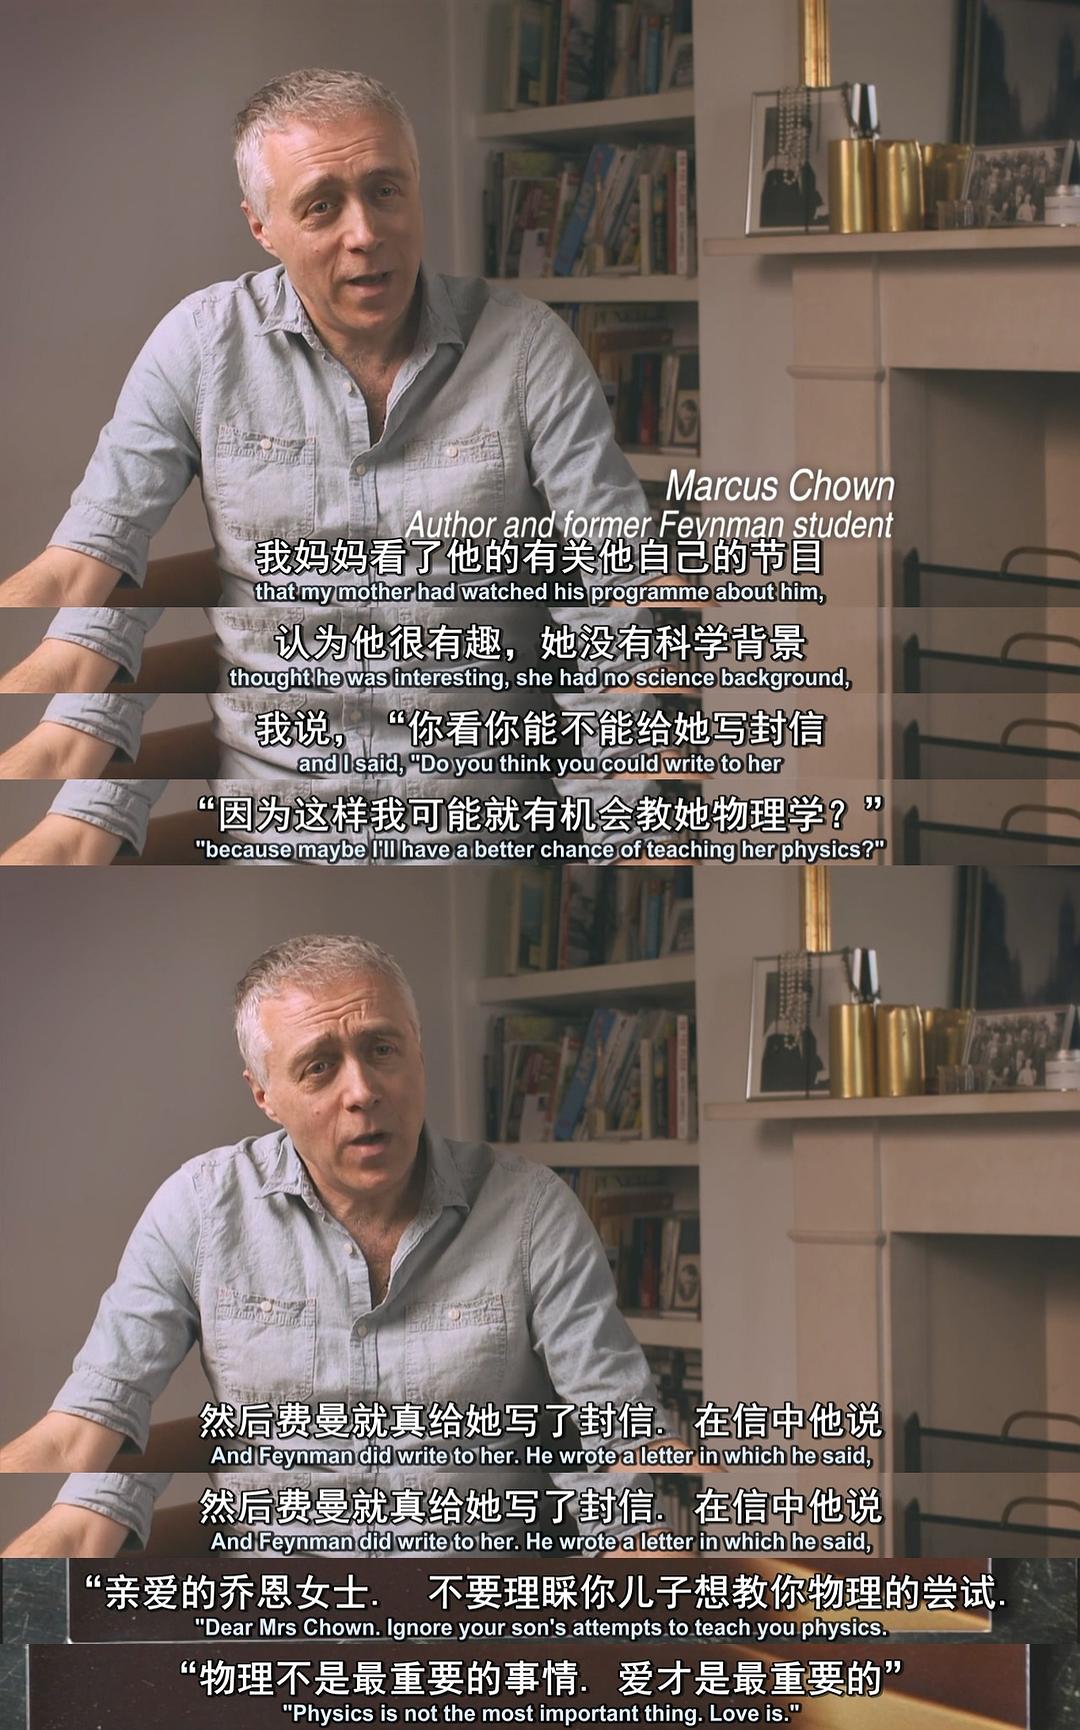 Marcus Chown
Author and former Feynman student
我妈妈看了他的有关他自己的节目
that my mother had watched his programme about him,
认为他很有趣，她没有科学背景
thought he was interesting, she had no science background,
我说，“你看你能不能给她写封信
and I said, "Do you think you could write to her
“因为这样我可能就有机会教她物理学？”
"because maybe I'll have a better chance of teaching her physics?"
然后费曼就真给她写了封信. 在信中他说
And Feynman did write to her. He wrote a letter in which he said,
然后费曼就真给她写了封信. 在信中他说
And Feynman did write to her. He wrote a letter in which he said,
“亲爱的乔恩女士. 不要理睬你儿子想教你物理的尝试.
"Dear Mrs Chown. Ignore your son's attempts to teach you physics.
“物理不是最重要的事情. 爱才是最重要的”
"Physics is not the most important thing. Love is."